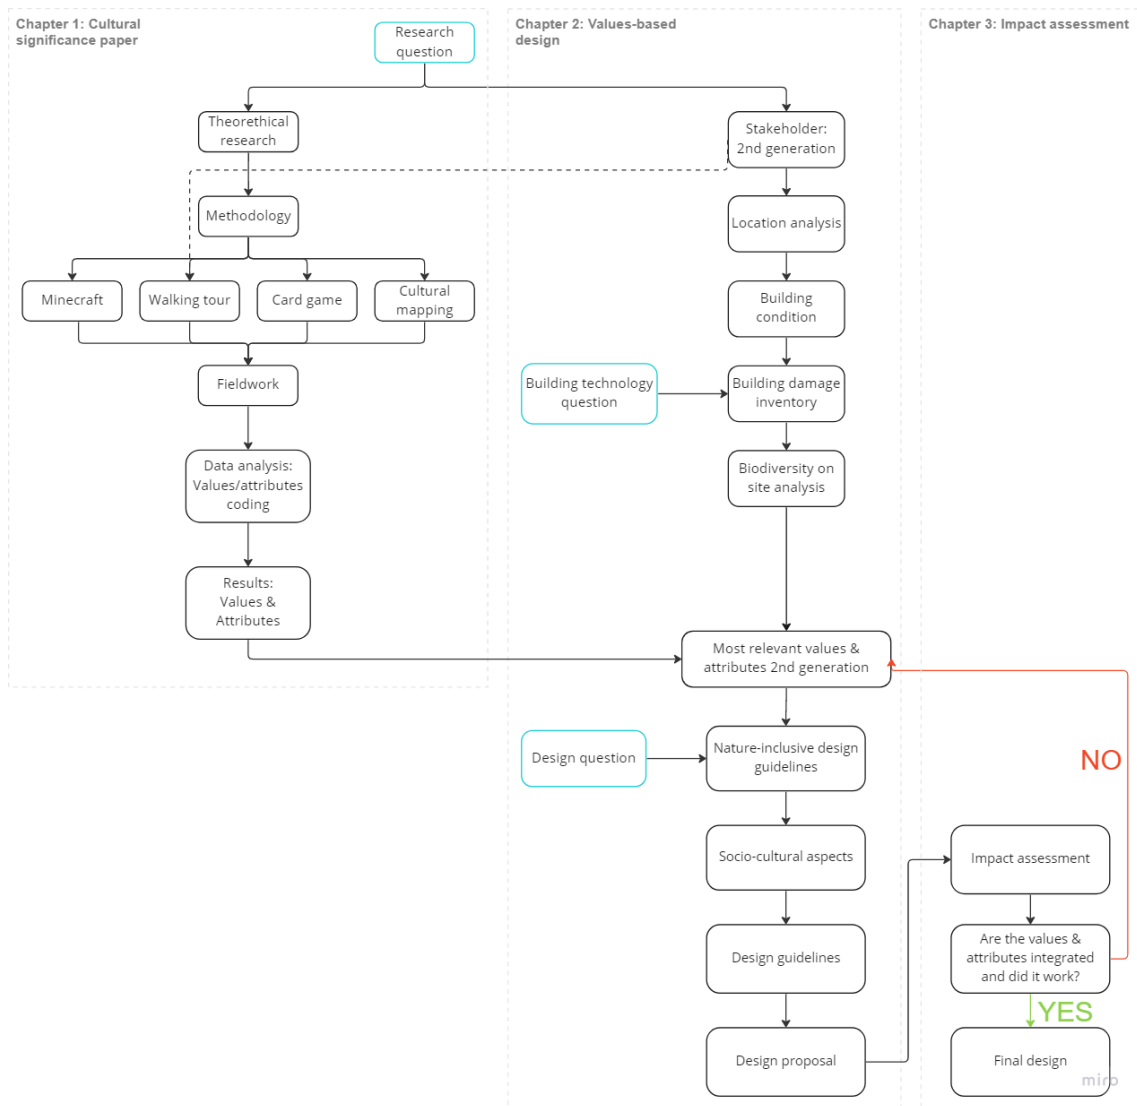 Chapter 1: Cultural
significance paper
Research
question
Theorethical
research
Methodology
Minecraft
Walking tour
Card game
Cultural
mapping
Fieldwork
Data analysis:
Values/attributes
coding
Results:
Values &
Attributes
Chapter 2: Values-based
design
Stakeholder:
2nd generation
Location analysis
Building
condition
Building technology
question
Building damage
inventory
Biodiversity on
site analysis
Most relevant values &
attributes 2nd generation
Design question
Nature-inclusive design
guidelines
Socio-cultural aspects
Design guidelines
Design proposal
Chapter 3: Impact assessment
NO
Impact assessment
Are the values &
attributes integrated
and did it work?
YES
Final design
miro